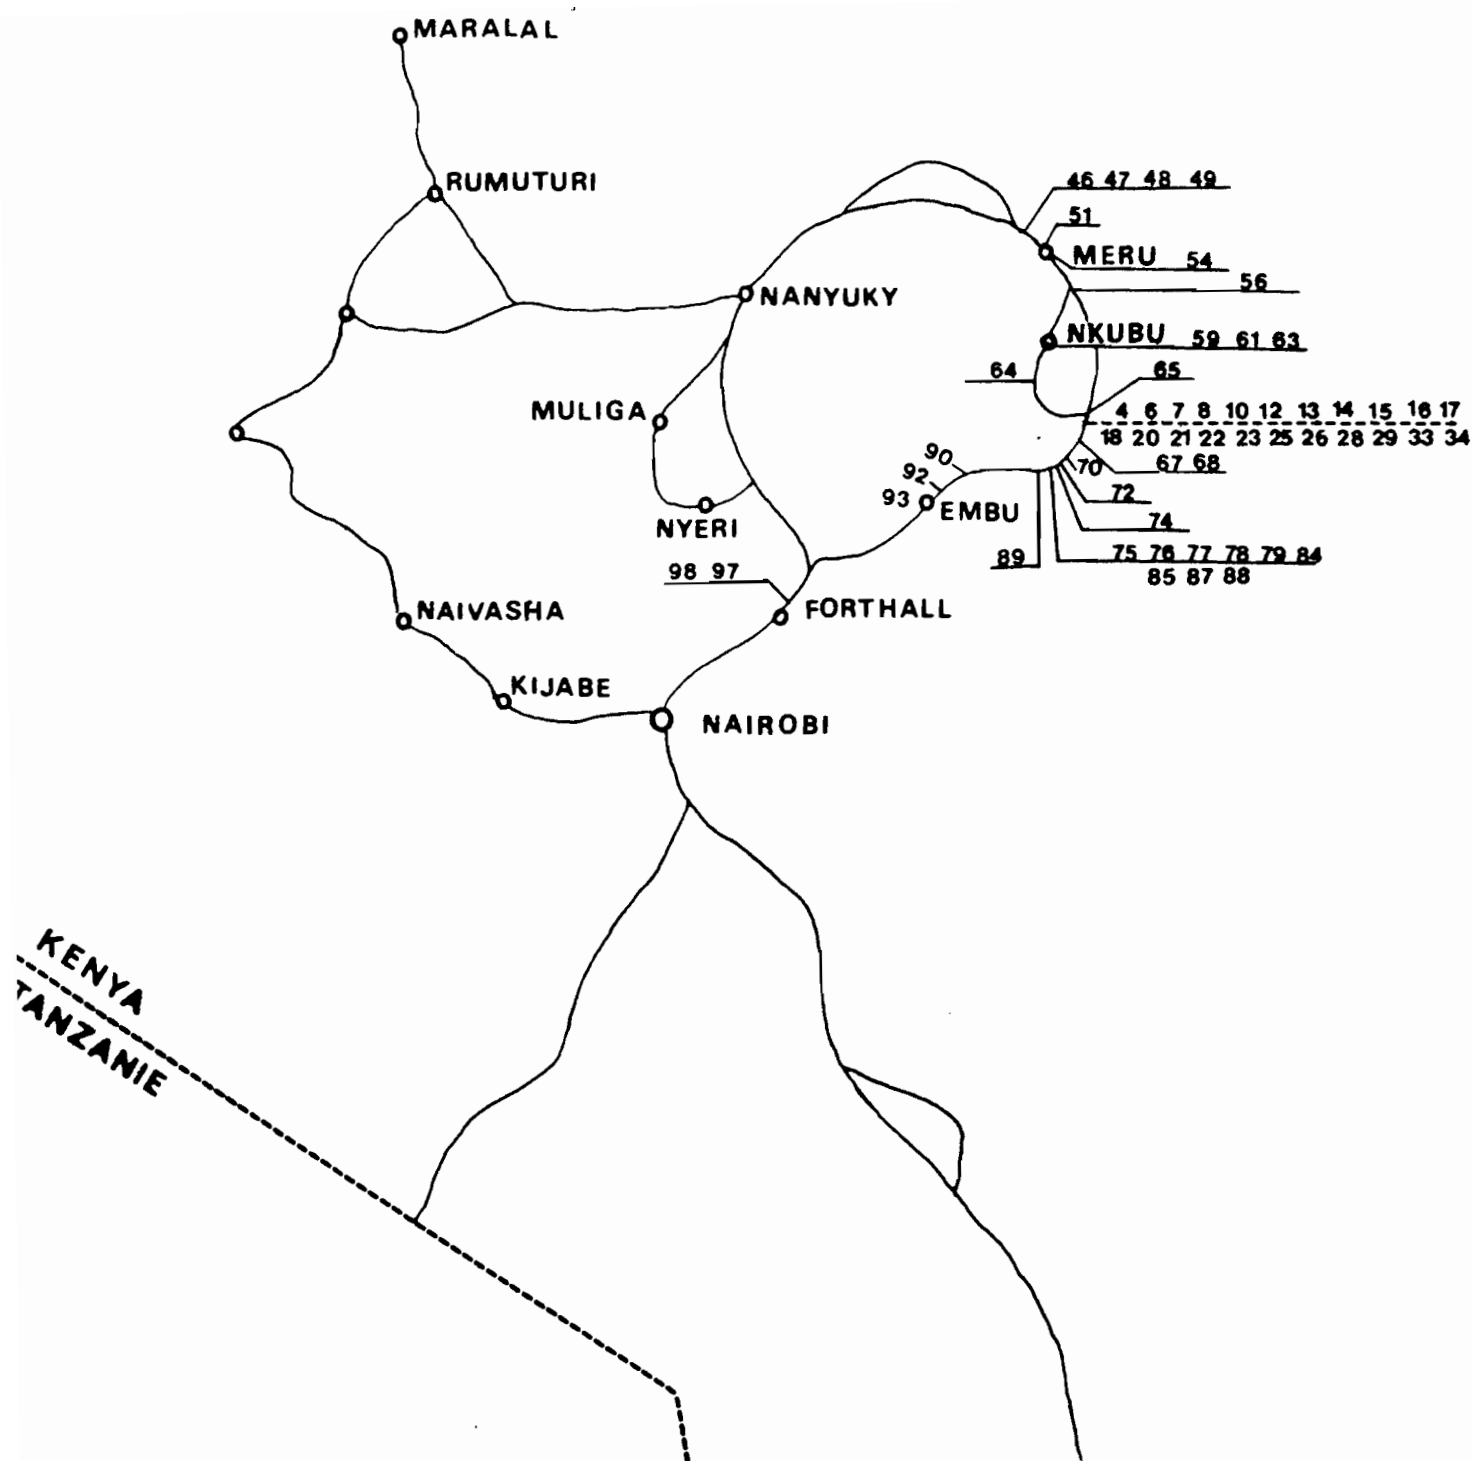 MARALAL
RUMUTURI
46 47 48 49
51
MERU 54
56
NANYUKY
NKUBU 59 61 63
64
65
MULIGA
4 6 7 8 10 12 13 14 15 16 17
18 20 21 22 23 25 26 28 29 33 34
67 68
70
90
92
93
EMBU
72
74
NYERI
75 76 77 78 79 84
85 87 88
89
98 97
NAIVASHA
FORTHALL
KIJABE
NAIROBI
KENYA
TANZANIE